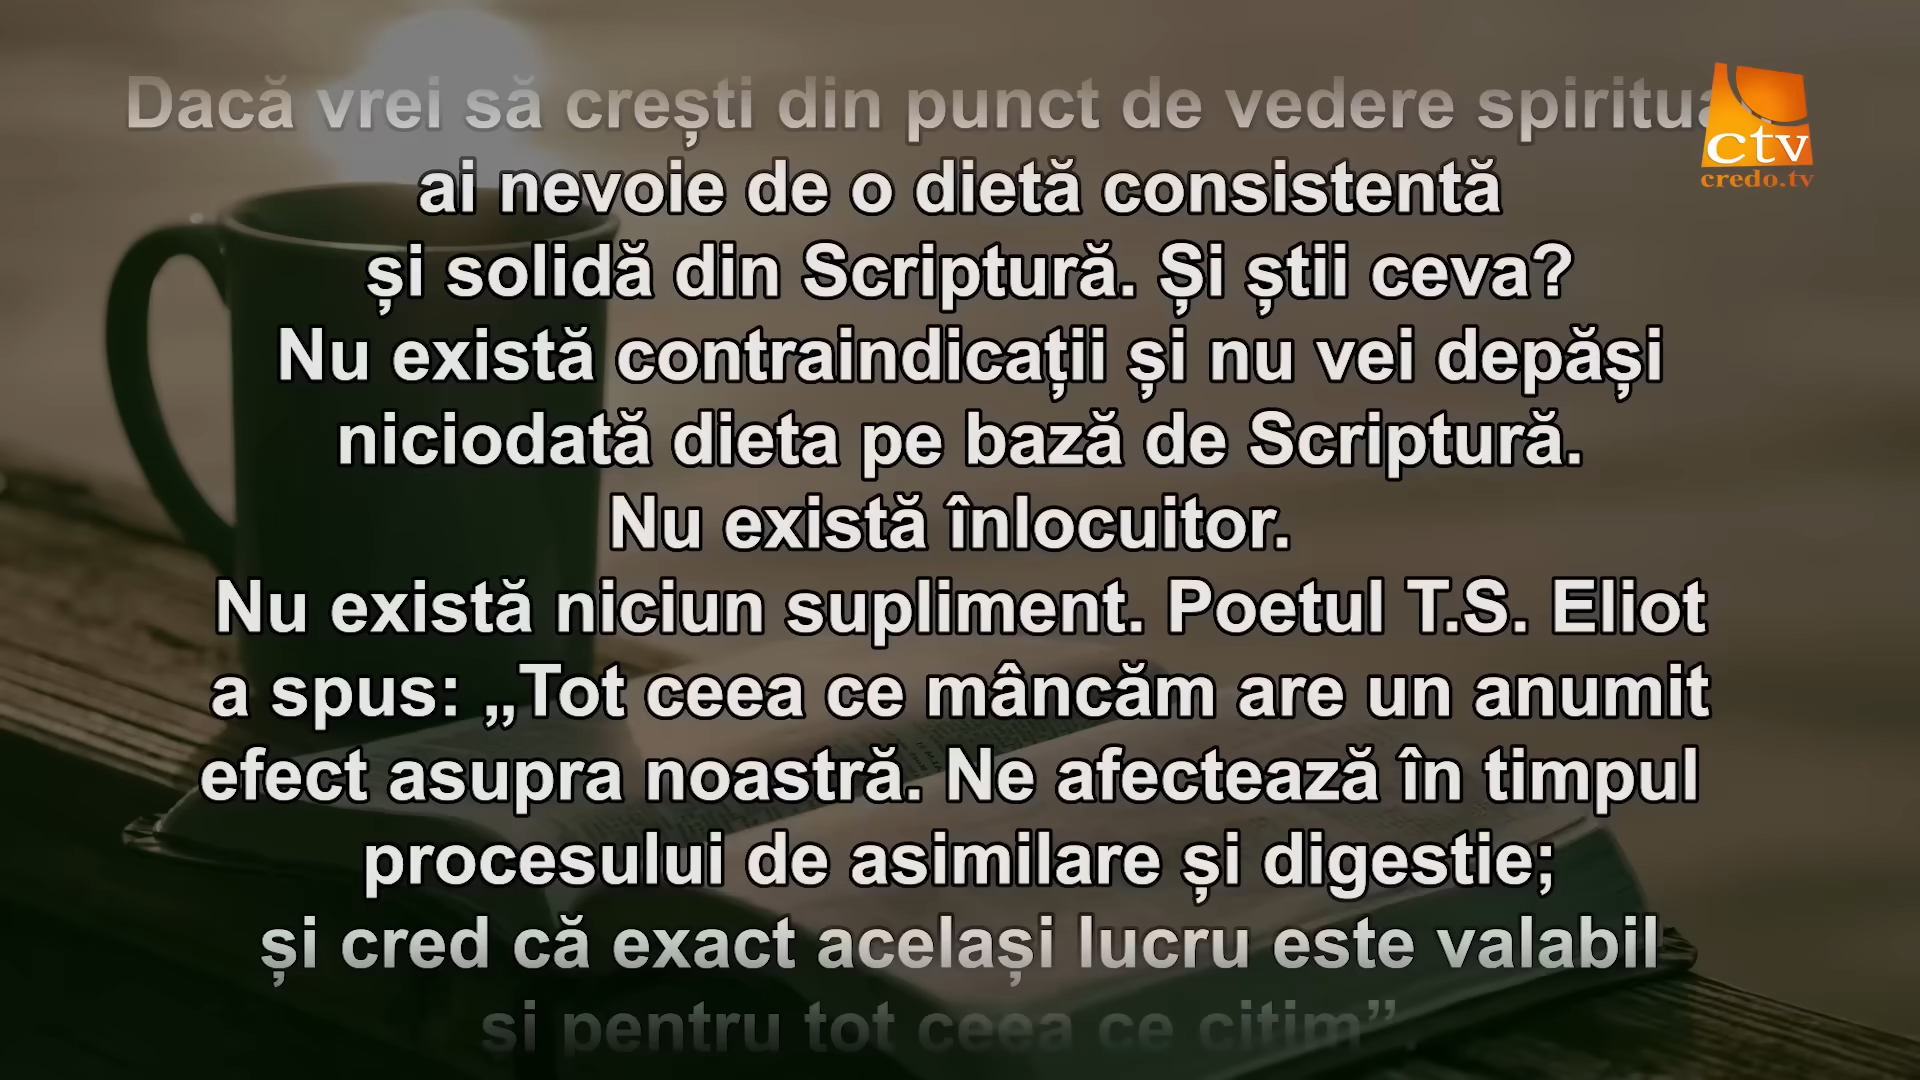 Dacă vrei să crești din punct de vedere
ai nevoie de o dietă consistentă
și solidă din Scriptură. Și știi ceva?
Nu există contraindicații și nu vei depăși
niciodată dieta pe bază de Scriptură.
Nu există înlocuitor.
Nu există niciun supliment. Poetul T.S. Eliot
a spus: „Tot ceea ce mâncăm are un anumit
efect asupra noastră. Ne afectează în timpul
procesului de asimilare și digestie;
și cred că exact același lucru este valabil
și pentru tot ceea ce citim”.
ctv
credo.tv